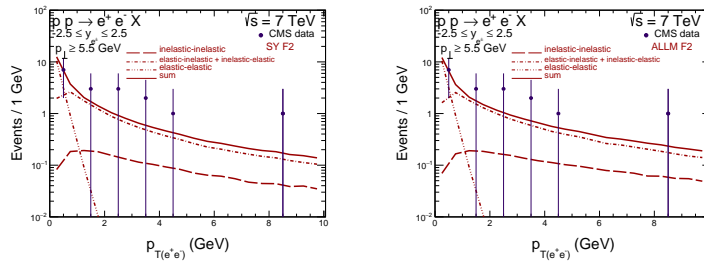 p p → e⁺ e⁻ X
√s = 7 TeV
-2.5 ≤ y_e± ≤ 2.5
CMS data
p_⊥ ≥ 5.5 GeV
SY F2
inelastic-inelastic
elastic-inelastic + inelastic-elastic
elastic-elastic
sum
Events / 1 GeV
10
1
10⁻¹
10⁻²
0 2 4 6 8 10
p_T(e⁺e⁻) (GeV)
p p → e⁺ e⁻ X
√s = 7 TeV
-2.5 ≤ y_e± ≤ 2.5
CMS data
p_⊥ ≥ 5.5 GeV
ALLM F2
inelastic-inelastic
elastic-inelastic + inelastic-elastic
elastic-elastic
sum
Events / 1 GeV
10
1
10⁻¹
10⁻²
0 2 4 6 8
p_T(e⁺e⁻) (GeV)